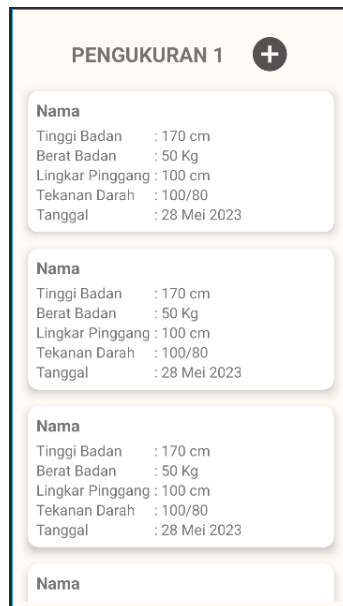 PENGUKURAN 1
Nama
Tinggi Badan : 170 cm
Berat Badan : 50 Kg
Lingkar Pinggang : 100 cm
Tekanan Darah : 100/80
Tanggal : 28 Mei 2023
Nama
Tinggi Badan : 170 cm
Berat Badan : 50 Kg
Lingkar Pinggang : 100 cm
Tekanan Darah : 100/80
Tanggal : 28 Mei 2023
Nama
Tinggi Badan : 170 cm
Berat Badan : 50 Kg
Lingkar Pinggang : 100 cm
Tekanan Darah : 100/80
Tanggal : 28 Mei 2023
Nama